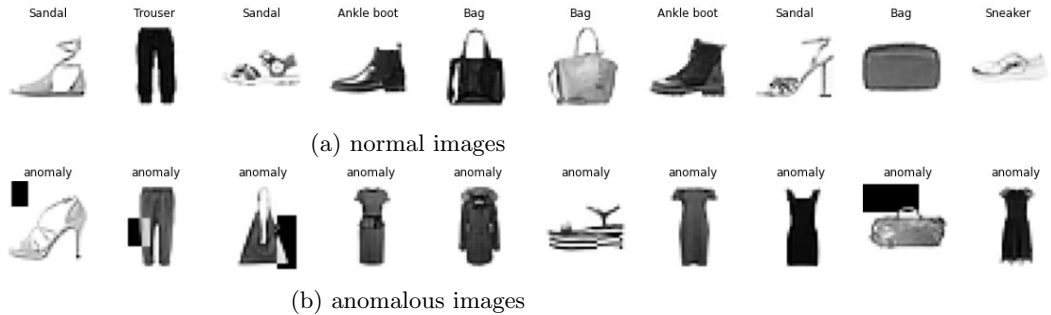 Sandal Trouser Sandal Ankle boot Bag Bag Ankle boot Sandal Bag Sneaker
(a) normal images
anomaly anomaly anomaly anomaly anomaly anomaly anomaly anomaly anomaly anomaly
(b) anomalous images